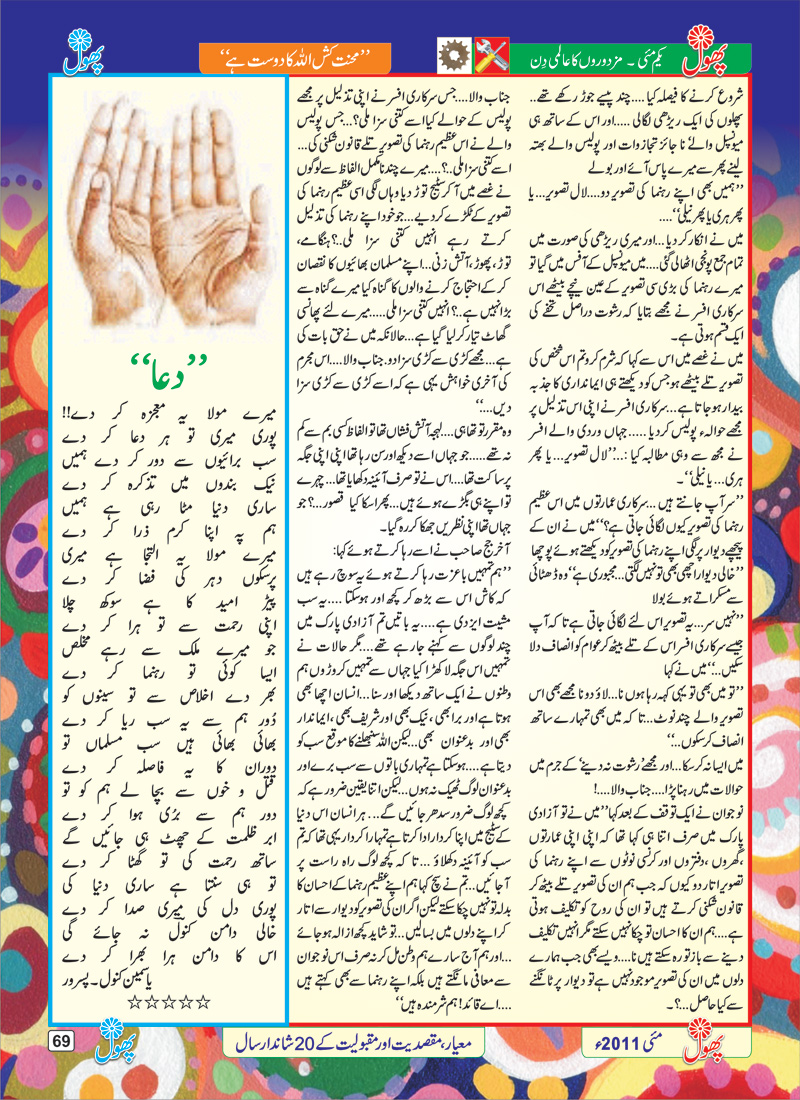 پھول
یکم مئی ۔ مزدوروں کا عالمی دِن
’’محنت کش اللہ کا دوست ہے‘‘
پھول
شروع کرنے کا فیصلہ کیا....چند پیسے جوڑ رکھے تھے..
پھلوں کی ایک ریڑھی لگالی.....اور اس کے ساتھ ہی
میونسپل والے نا جائز تجاوزات اور پولیس والے بھتہ
لینے پھر سے میرے پاس آئے اور بولے
’’ہمیں بھی اپنے رہنما کی تصویر دو....لال تصویر...یا
پھر ہری یا پھر نیلی‘‘....
میں نے انکار کردیا...اور میری ریڑھی کی صورت میں
تمام جمع پونجی اٹھالی گئی....میں میونسپل کے آفس میں گیا تو
میرے رہنما کی بڑی سی تصویر کے عین نیچے بیٹھے اس
سرکاری افسر نے مجھے بتایا کہ رشوت دراصل تحفے کی
ایک قسم ہوتی ہے۔
میں نے غصے میں اس سے کہا کہ شرم کرو تم اس شخص کی
تصویر تلے بیٹھے ہو جس کو دیکھتے ہی ایمانداری کا جذبہ
بیدار ہو جاتا ہے...سرکاری افسر نے اپنی اس تذلیل پر
مجھے حوالہء پولیس کردیا.....جہاں وردی والے افسر
نے مجھ سے وہی مطالبہ کیا:..’’لال تصویر...یا پھر
ہری...یا نیلی‘‘۔
’’سر آپ جانتے ہیں...سرکاری عمارتوں میں اس عظیم
رہنما کی تصویر کیوں لگائی جاتی ہے؟‘‘میں نے ان کے
پیچھے دیوار پر لگی اپنے رہنما کی تصویر کو دیکھتے ہوئے پوچھا
’’خالی دیوار اچھی بھی تو نہیں لگتی...مجبوری ہے‘‘وہ ڈھٹائی
سے مسکراتے ہوئے بولا
’’نہیں سر...یہ تصویر اس لئے لگائی جاتی ہے تا کہ آپ
جیسے سرکاری افسر اس کے تلے بیٹھ کر عوام کو انصاف دلا
سکیں...‘‘میں نے کہا
’’تو میں بھی تو یہی کہہ رہا ہوں نا...لاؤ دو نا مجھے بھی اس
تصویر والے چند نوٹ..تا کہ میں بھی تمہارے ساتھ
انصاف کرسکوں...‘‘
میں ایسا نہ کرسکا...اور مجھے رشوت نہ دینے کے جرم میں
حوالات میں رہنا پڑا....جناب والا....!
نوجوان نے ایک توقف کے بعد کہا’’میں نے تو آزادی
پارک میں صرف اتنا ہی کہا تھا کہ اپنی اپنی عمارتوں
،گھروں،دفتروں اور کرنسی نوٹوں سے اپنے رہنما کی
تصویر اتار دو کیوں کہ جب ہم ان کی تصویر تلے بیٹھ کر
قانون شکنی کرتے ہیں تو ان کی روح کو تکلیف ہوتی
ہے...ہم ان کا احسان تو چکا نہیں سکتے مگر انہیں تکلیف
دینے سے باز تو رہ سکتے ہیں نا....ویسے بھی جب ہمارے
دلوں میں ان کی تصویر موجود نہیں ہے تو دیوار پر ٹانگنے
سے کیا حاصل...؟۔
جناب والا....جس سرکاری افسر نے اپنی تذلیل پر مجھے
پولیس کے حوالے کیا اسے کتنی سزا ملی؟...جس پولیس
والے نے اس عظیم رہنما کی تصویر تلے قانون شکنی کی...
اسے کتنی سزا ملی..؟....میرے چند نا مکمل الفاظ سے لوگوں
نے غصے میں آ کر سٹیج توڑ دیا وہاں لگی اسی عظیم رہنما کی
تصویر کے ٹکڑے کر دیے...جو خود اپنے رہنما کی تذلیل
کرتے رہے انہیں کتنی سزا ملی.؟ہنگامے،
توڑ،پھوڑ،آتش زنی...اپنے مسلمان بھائیوں کا نقصان
کر کے احتجاج کرنے والوں کا گناہ کیا میرے گناہ سے
بڑا نہیں ہے..؟انہیں کتنی سزا ملی....میرے لئے پھانسی
گھاٹ تیار کر لیا گیا ہے...حالانکہ میں نے حق بات کی
ہے...مجھے کڑی سے کڑی سزا دو.جناب والا....اس مجرم
کی آخری خواہش یہی ہے کہ اسے کڑی سے کڑی سزا
دیں...‘‘
وہ مقرر تو تھا ہی....لہجہ آتش فشاں تھا تو الفاظ کسی بم سے کم
نہ تھے.....جو جہاں اسے دیکھ اور سن رہا تھا اپنی اپنی جگہ
پر ساکت تھا...اس نے تو صرف آئینہ دکھایا تھا...چہرے
تو اپنے ہی بگڑے ہوئے ہیں...پھر اسکا کیا قصور...؟جو
جہاں تھا اپنی نظریں جھکا کر رہ گیا۔
آخر جج صاحب نے اسے رہا کرتے ہوئے کہا:
’’ہم تمہیں باعزت رہا کرتے ہوئے یہ سوچ رہے ہیں
کہ کاش اس سے بڑھ کر کچھ اور ہو سکتا.....یہ سب
مشیت ایزدی ہے....یہ باتیں تم آزادی پارک میں
چند لوگوں سے کہنے جا رہے تھے....مگر حالات نے
تمہیں اس جگہ لا کھڑا کیا جہاں سے تمہیں کروڑوں ہم
وطنوں نے ایک ساتھ دیکھا اور سنا...انسان اچھا بھی
ہوتا ہے اور برا بھی،نیک بھی اور شریف بھی،ایماندار
بھی اور بدعنوان بھی...لیکن اللہ سنبھلنے کا موقع سب کو
دیتا ہے....ہو سکتا ہے تمہاری باتوں سے سب برے اور
بدعنوان لوگ ٹھیک نہ ہوں...لیکن اتنا یقین ضرور ہے کہ
کچھ لوگ ضرور سدھر جائیں گے...ہر انسان اس دنیا
کے سٹیج میں اپنا کردار ادا کرتا ہے تمہارا کردار یہی تھا کہ تم
سب کو آئینہ دکھلاؤ...تا کہ کچھ لوگ راہ راست پر
آ جائیں...تم نے سچ کہا ہم اپنے عظیم رہنما کے احسان کا
بدلہ تو نہیں چکا سکتے لیکن اگر ان کی تصویر کو دیوار سے اتار
کر اپنے دلوں میں بسا لیں...تو شاید کچھ ازالہ ہو جائے
اور ہم آج سارے ہم وطن مل کر نہ صرف اس نوجوان
سے معافی مانگتے ہیں بلکہ اپنے رہنما سے بھی کہتے ہیں
...اے قائد!ہم شرمندہ ہیں‘‘
’’دعا‘‘
میرے مولا یہ معجزہ کر دے!!
پوری میری تو ہر دعا کر دے
سب برائیوں سے دور کر دے ہمیں
نیک بندوں میں تذکرہ کر دے
ساری دنیا مٹا رہی ہے ہمیں
ہم پہ اپنا کرم ذرا کر دے
میرے مولا یہ التجا ہے میری
پرسکوں دہر کی فضا کر دے
پیڑ امید کا ہے سوکھ چلا
اپنی رحمت سے تو ہرا کر دے
جو میرے ملک سے رہے مخلص
ایسا کوئی تو رہنما کر دے
بھر دے اخلاص سے تو سینوں کو
دُور ہم سے یہ سب ریا کر دے
بھائی بھائی ہیں سب مسلماں تو
دوران کا یہ فاصلہ کر دے
قتل و خوں سے بچا لے ہم کو تو
دور ہم سے بڑی ہوا کر دے
ابر ظلمت کے چھٹ ہی جائیں گے
ساتھ رحمت کی تو گھٹا کر دے
تو ہی سنتا ہے ساری دنیا کی
پوری دل کی میری صدا کر دے
خالی دامن کنول نہ جائے گی
اس کا دامن ہرا بھرا کر دے
یاسمین کنول۔پسرور
☆☆☆☆☆
پھول
مئی 2011ء
معیار، مقصدیت اور مقبولیت کے 20 شاندار سال
پھول
69